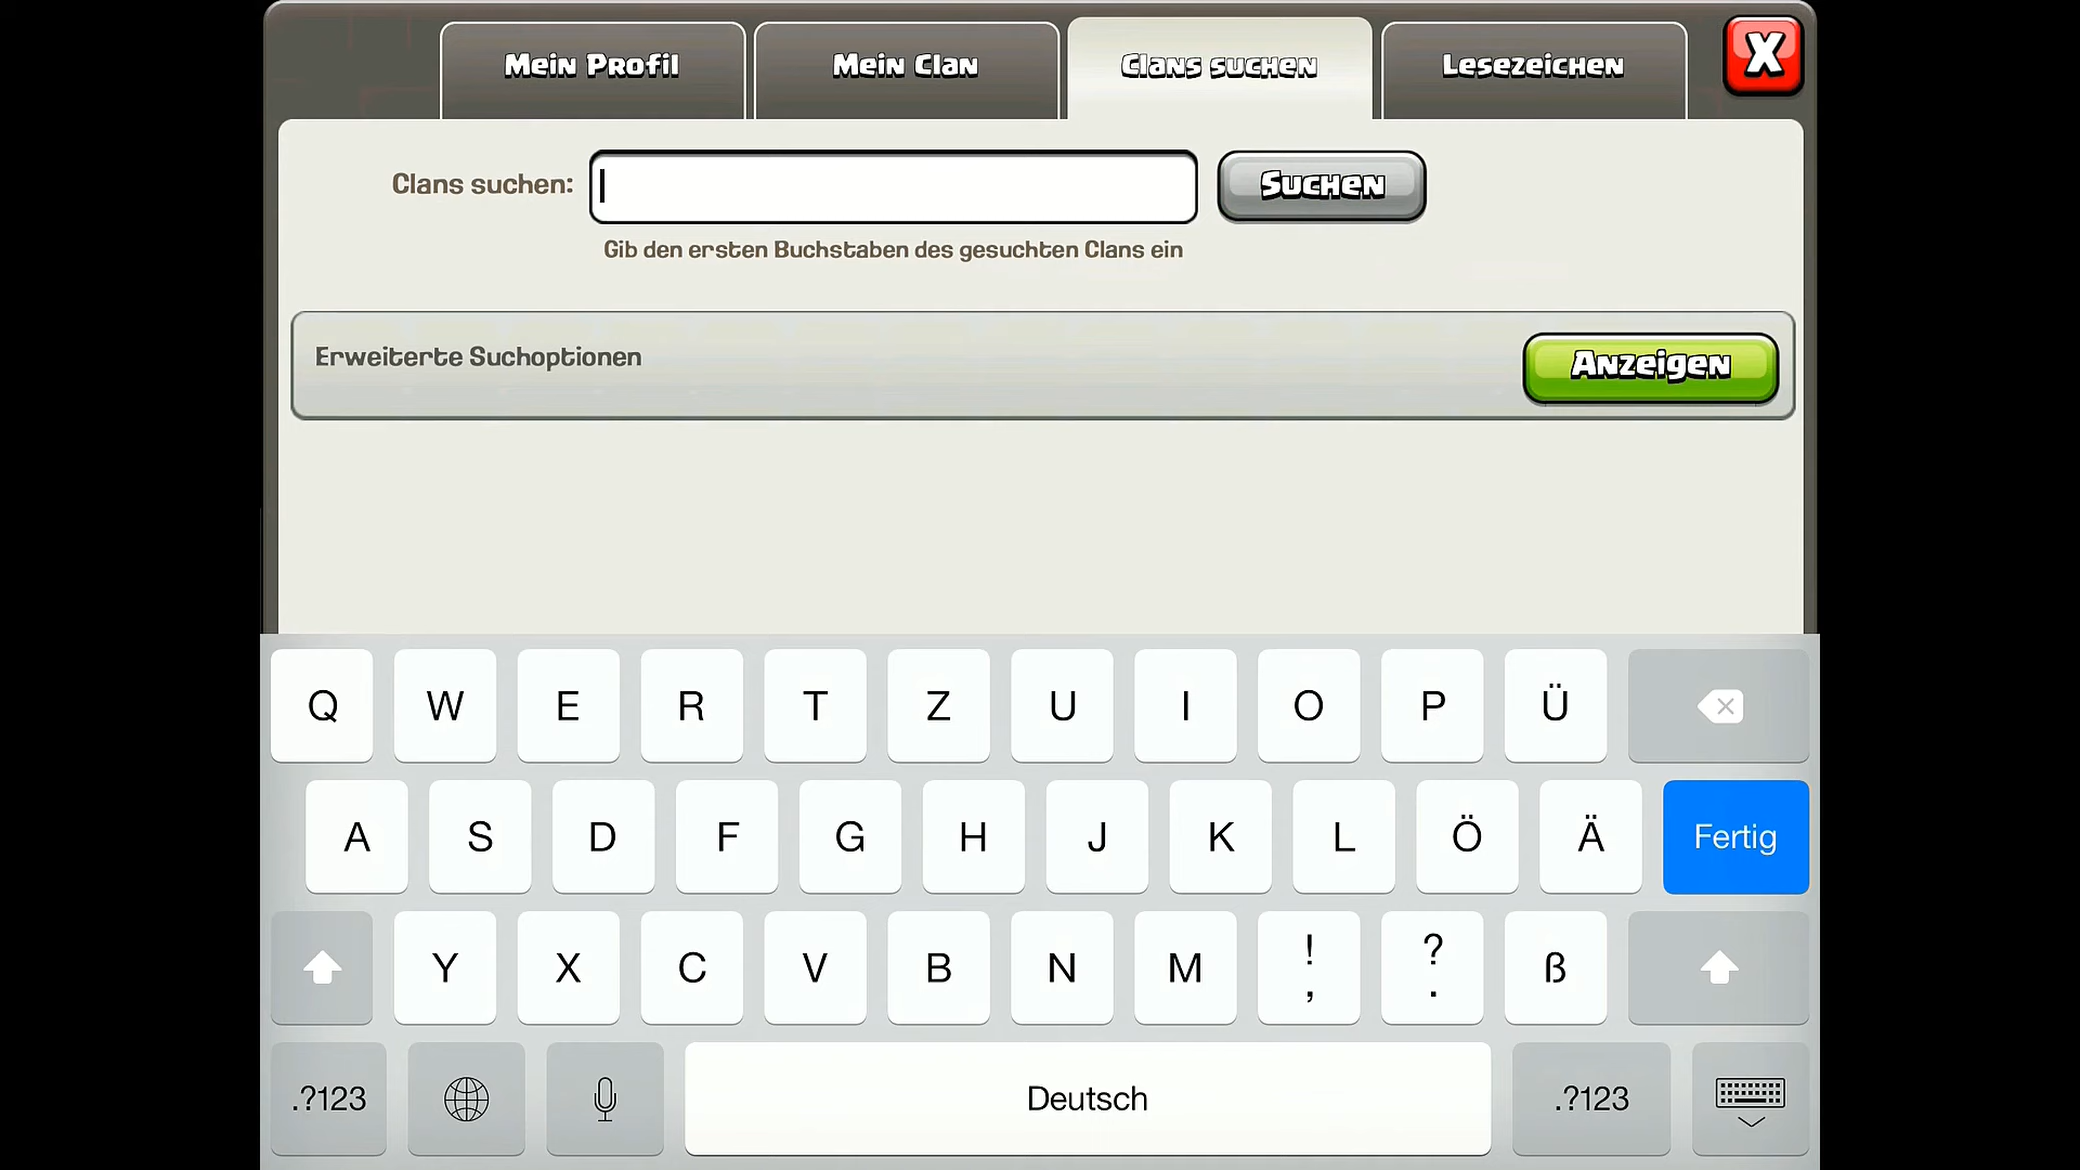 Mein Profil
Mein Clan
Clans suchen
Lesezeichen
X
Clans suchen:
Suchen
Gib den ersten Buchstaben des gesuchten Clans ein
Erweiterte Suchoptionen
Anzeigen
Q W E R T Z U I O P Ü
A S D F G H J K L Ö Ä Fertig
Y X C V B N M ! , ? . ß
.?123 Deutsch .?123